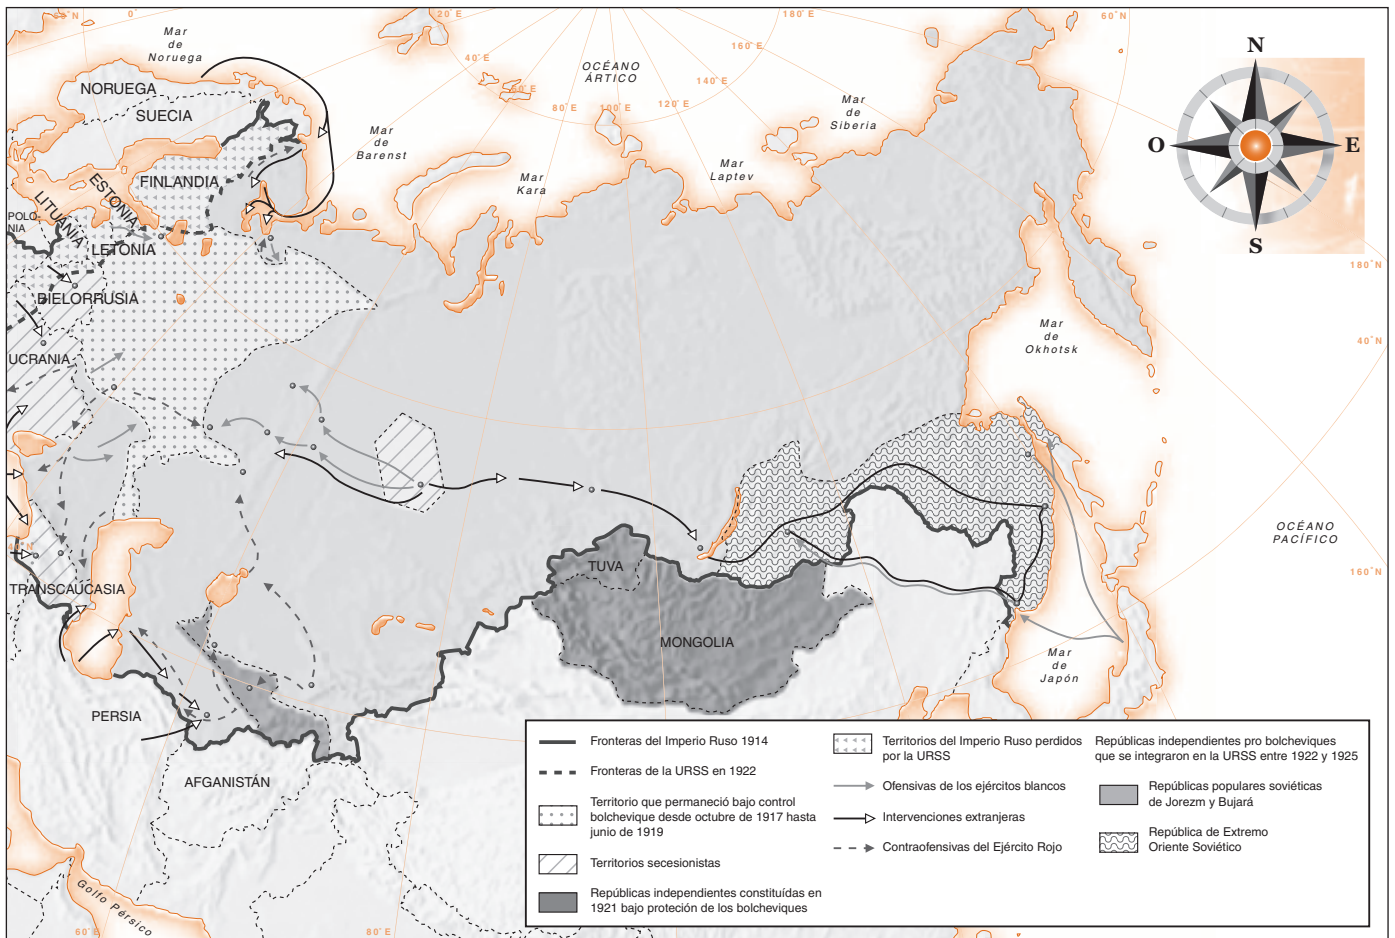 60°N
0°
20°E
180°E
60°N
Mar
de
Noruega
40°E
160°E
OCÉANO
ÁRTICO
140°E
60°E
80°E
100°E
120°E
N
O
E
S
NORUEGA
SUECIA
Mar
de
Siberia
Mar
de
Barenst
Mar
Laptev
Mar
Kara
FINLANDIA
ESTONIA
LITUANIA
POLO
NIA
LETONIA
180°N
BIELORRUSIA
Mar
de
Okhotsk
40°N
UCRANIA
OCÉANO
PACÍFICO
40°N
160°E
TUVA
TRANSCAUCASIA
MONGOLIA
Mar
de
Japón
PERSIA
AFGANISTÁN
Golfo Pérsico
60°E
80°E
Fronteras del Imperio Ruso 1914
Fronteras de la URSS en 1922
Territorio que permaneció bajo control
bolchevique desde octubre de 1917 hasta
junio de 1919
Territorios secesionistas
Repúblicas independientes constituídas en
1921 bajo proteción de los bolcheviques
Territorios del Imperio Ruso perdidos
por la URSS
Ofensivas de los ejércitos blancos
Intervenciones extranjeras
Contraofensivas del Ejército Rojo
Repúblicas independientes pro bolcheviques
que se integraron en la URSS entre 1922 y 1925
Repúblicas populares soviéticas
de Jorezm y Bujará
República de Extremo
Oriente Soviético